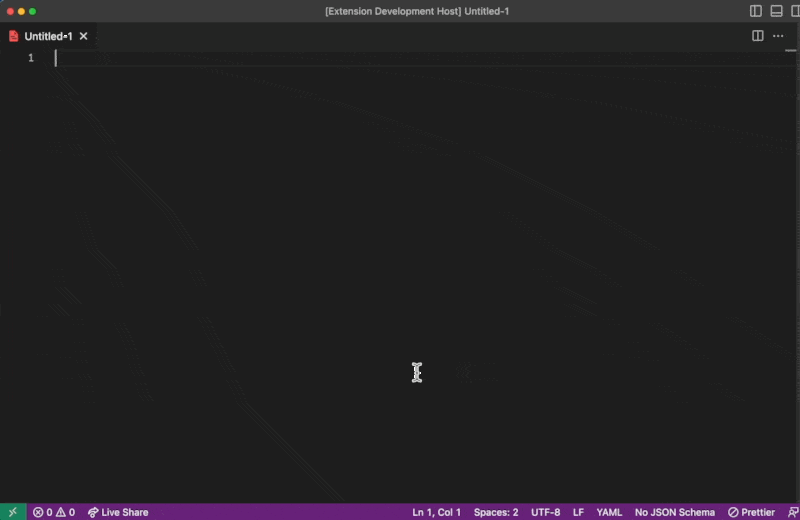 [Extension Development Host] Untitled-1
Untitled-1
1
0 0 Live Share Ln 1, Col 1 Spaces: 2 UTF-8 LF YAML No JSON Schema Prettier